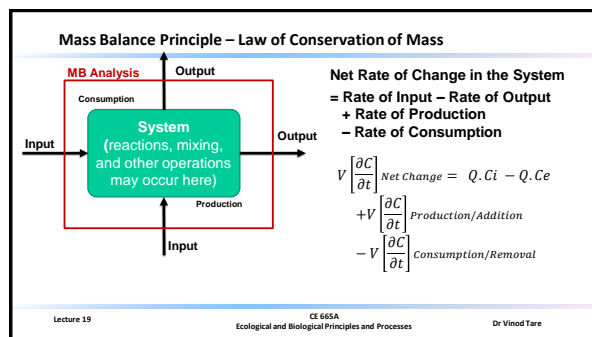 Mass Balance Principle – Law of Conservation of Mass
MB Analysis
Output
Consumption
System
(reactions, mixing,
and other operations
may occur here)
Input
Output
Production
Input
Net Rate of Change in the System
= Rate of Input – Rate of Output
+ Rate of Production
– Rate of Consumption
V [∂C/∂t] Net Change = Q.Ci − Q.Ce
+V [∂C/∂t] Production/Addition
− V [∂C/∂t] Consumption/Removal
Lecture 19
CE 665A
Ecological and Biological Principles and Processes
Dr Vinod Tare